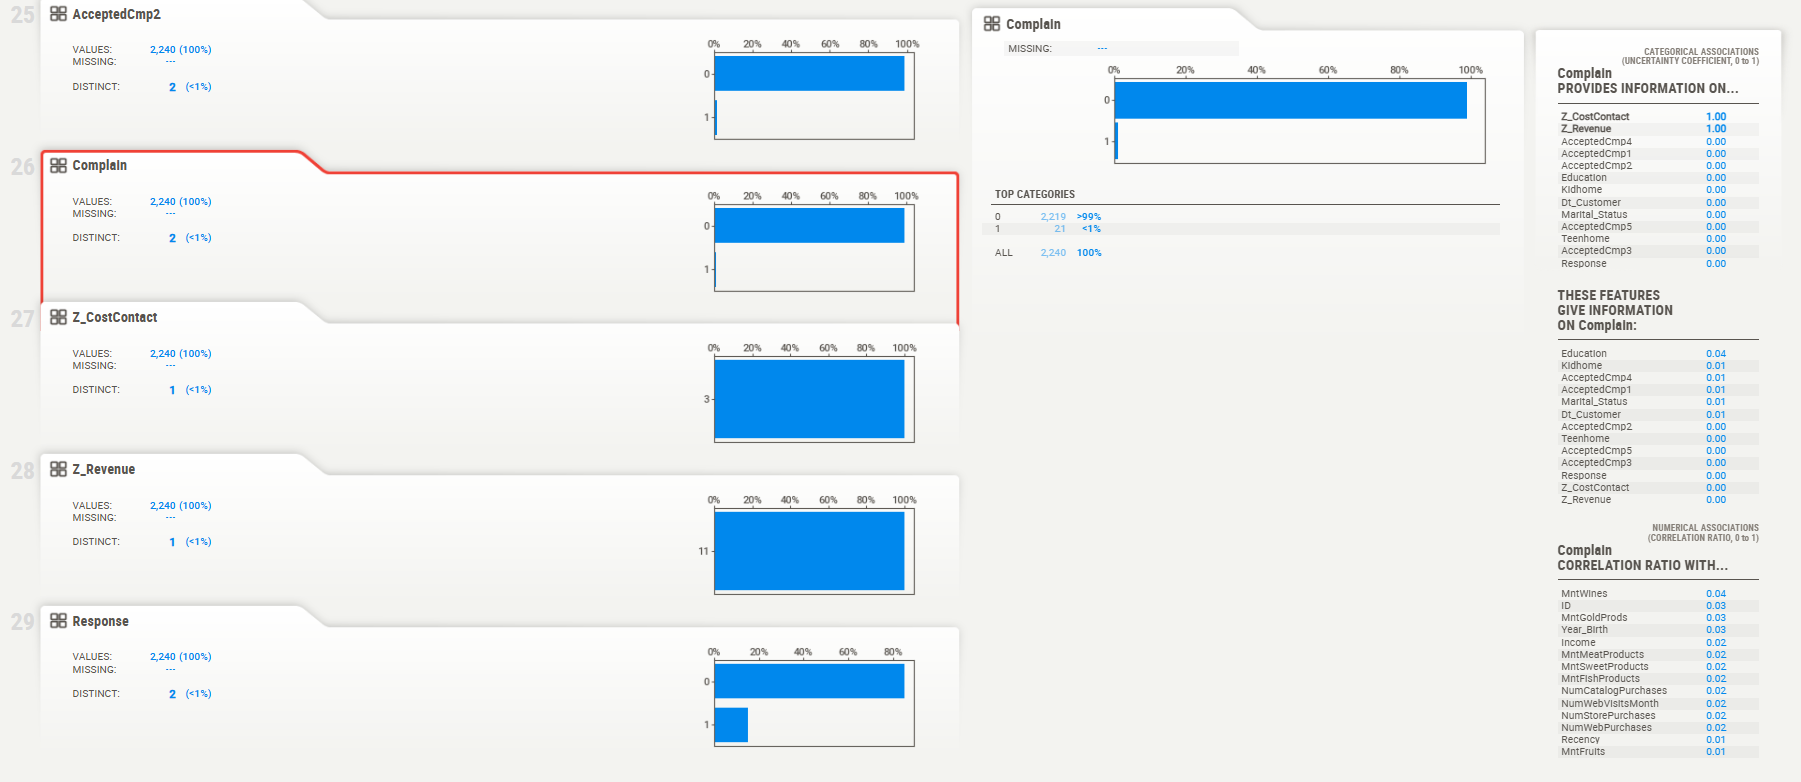 25
AcceptedCmp2
VALUES: 2,240 (100%)
MISSING: ---
DISTINCT: 2 (<1%)
0% 20% 40% 60% 80% 100%
0
1
26
Complain
VALUES: 2,240 (100%)
MISSING: ---
DISTINCT: 2 (<1%)
0% 20% 40% 60% 80% 100%
0
1
27
Z_CostContact
VALUES: 2,240 (100%)
MISSING: ---
DISTINCT: 1 (<1%)
0% 20% 40% 60% 80% 100%
3
28
Z_Revenue
VALUES: 2,240 (100%)
MISSING: ---
DISTINCT: 1 (<1%)
0% 20% 40% 60% 80% 100%
11
29
Response
VALUES: 2,240 (100%)
MISSING: ---
DISTINCT: 2 (<1%)
0% 20% 40% 60% 80%
0
1
Complain
MISSING: ---
0% 20% 40% 60% 80% 100%
0
1
TOP CATEGORIES
0 2,219 >99%
1 21 <1%
ALL 2,240 100%
CATEGORICAL ASSOCIATIONS
(UNCERTAINTY COEFFICIENT, 0 to 1)
Complain
PROVIDES INFORMATION ON...
Z_CostContact 1.00
Z_Revenue 1.00
AcceptedCmp4 0.00
AcceptedCmp1 0.00
AcceptedCmp2 0.00
Education 0.00
Kidhome 0.00
Dt_Customer 0.00
Marital_Status 0.00
AcceptedCmp5 0.00
Teenhome 0.00
AcceptedCmp3 0.00
Response 0.00
THESE FEATURES
GIVE INFORMATION
ON Complain:
Education 0.04
Kidhome 0.01
AcceptedCmp4 0.01
AcceptedCmp1 0.01
Marital_Status 0.01
Dt_Customer 0.01
AcceptedCmp2 0.00
Teenhome 0.00
AcceptedCmp5 0.00
AcceptedCmp3 0.00
Response 0.00
Z_CostContact 0.00
Z_Revenue 0.00
NUMERICAL ASSOCIATIONS
(CORRELATION RATIO, 0 to 1)
Complain
CORRELATION RATIO WITH...
MntWines 0.04
ID 0.03
MntGoldProds 0.03
Year_Birth 0.03
Income 0.02
MntMeatProducts 0.02
MntSweetProducts 0.02
MntFishProducts 0.02
NumCatalogPurchases 0.02
NumWebVisitsMonth 0.02
NumStorePurchases 0.02
NumWebPurchases 0.02
Recency 0.01
MntFruits 0.01